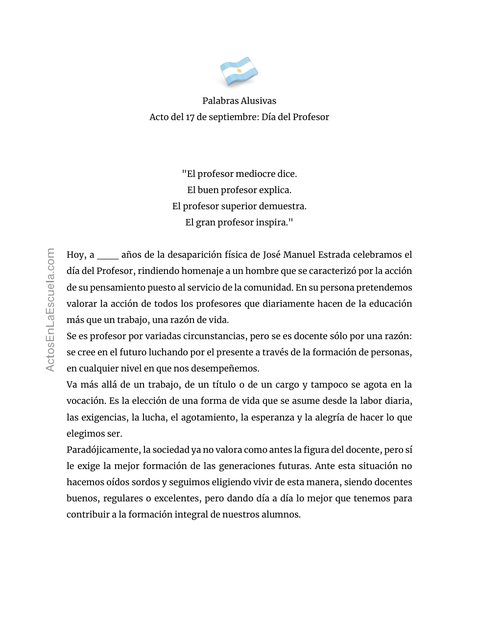 Palabras Alusivas
Acto del 17 de septiembre: Día del Profesor
"El profesor mediocre dice.
El buen profesor explica.
El profesor superior demuestra.
El gran profesor inspira."
Hoy, a ____ años de la desaparición física de José Manuel Estrada celebramos el
día del Profesor, rindiendo homenaje a un hombre que se caracterizó por la acción
de su pensamiento puesto al servicio de la comunidad. En su persona pretendemos
valorar la acción de todos los profesores que diariamente hacen de la educación
más que un trabajo, una razón de vida.
Se es profesor por variadas circunstancias, pero se es docente sólo por una razón:
se cree en el futuro luchando por el presente a través de la formación de personas,
en cualquier nivel en que nos desempeñemos.
Va más allá de un trabajo, de un título o de un cargo y tampoco se agota en la
vocación. Es la elección de una forma de vida que se asume desde la labor diaria,
las exigencias, la lucha, el agotamiento, la esperanza y la alegría de hacer lo que
elegimos ser.
Paradójicamente, la sociedad ya no valora como antes la figura del docente, pero sí
le exige la mejor formación de las generaciones futuras. Ante esta situación no
hacemos oídos sordos y seguimos eligiendo vivir de esta manera, siendo docentes
buenos, regulares o excelentes, pero dando día a día lo mejor que tenemos para
contribuir a la formación integral de nuestros alumnos.
ActosEnLaEscuela.com